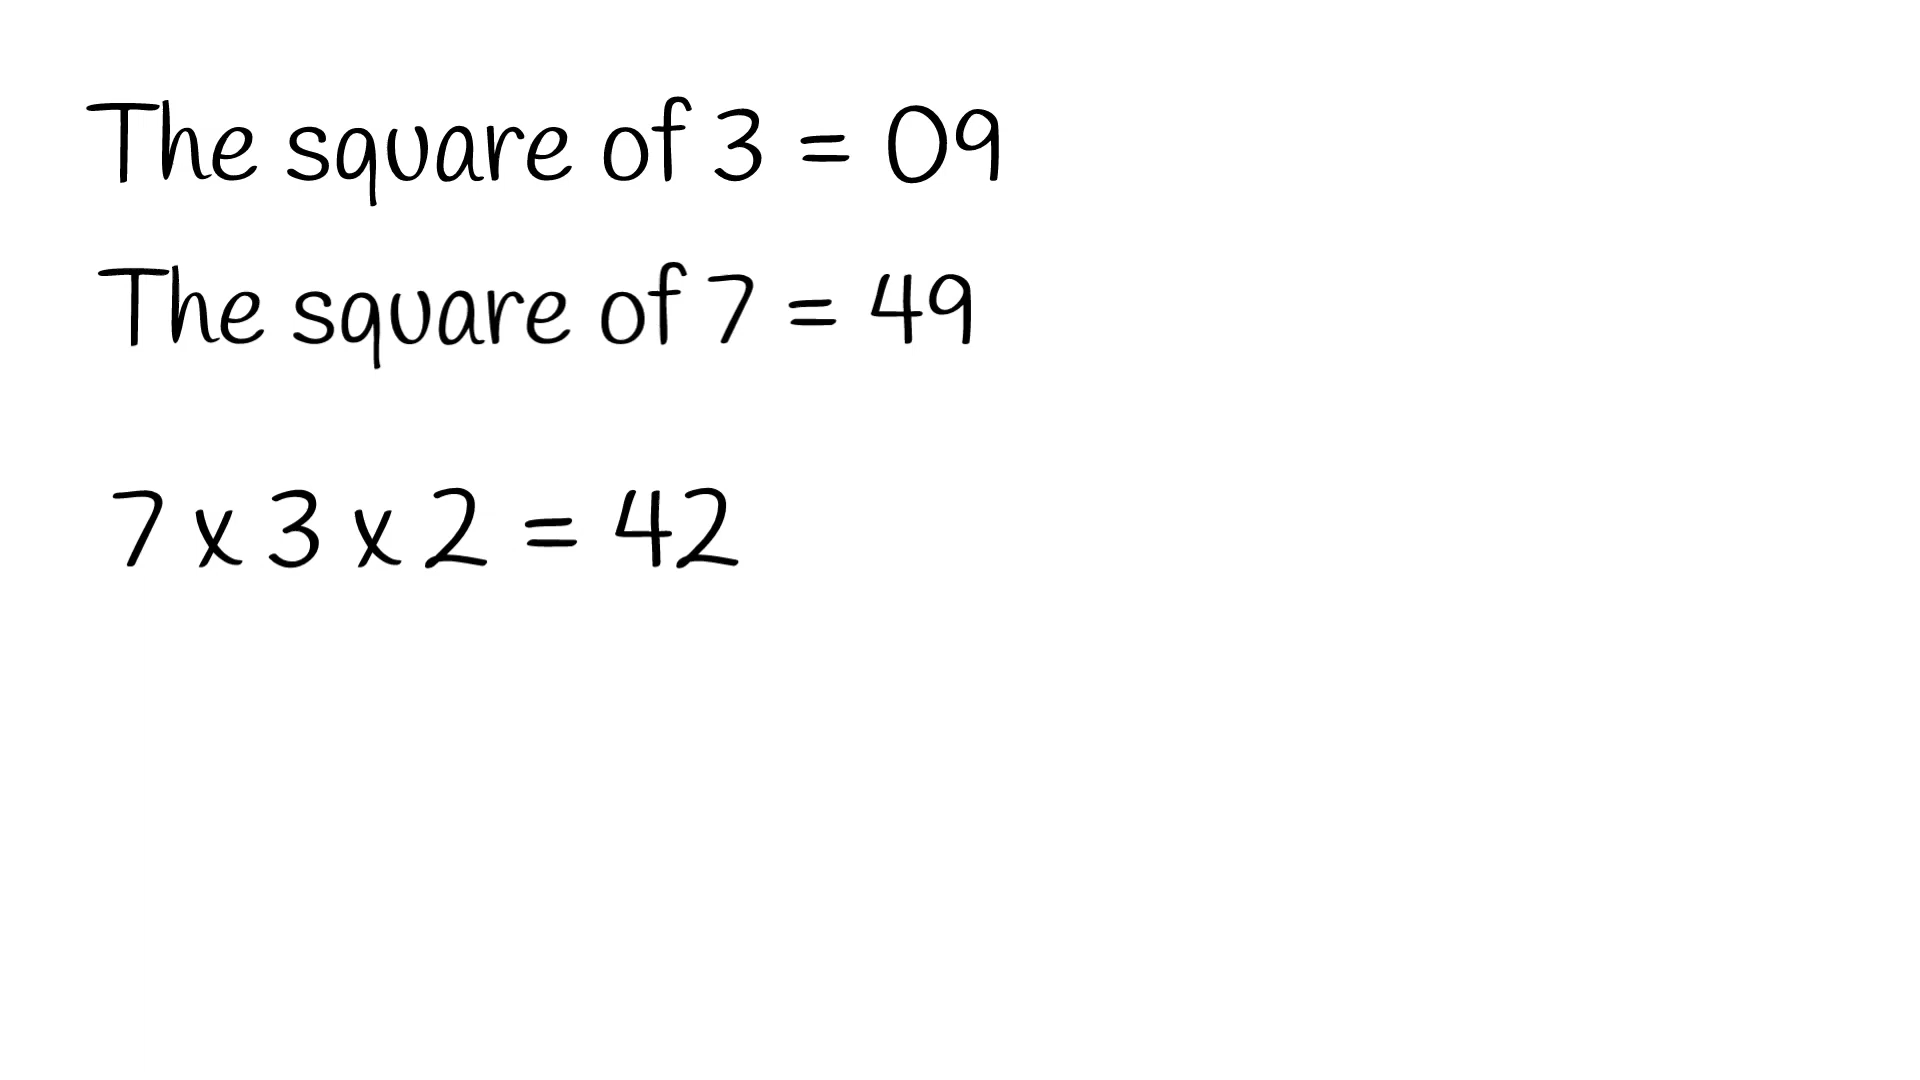 The square of 3 = 09
The square of 7 = 49
7 x 3 x 2 = 42